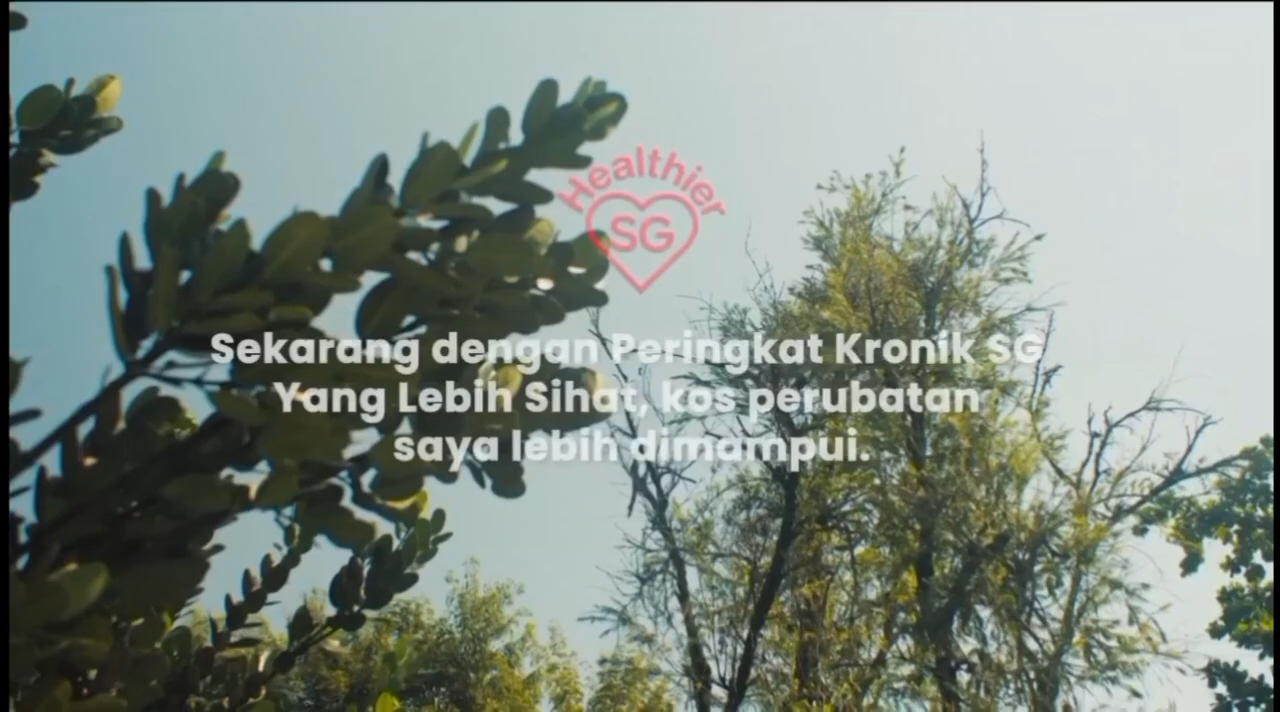 Healthier
SG
Sekarang dengan Peringkat Kronik SG
Yang Lebih Sihat, kos perubatan
saya lebih dimampui.